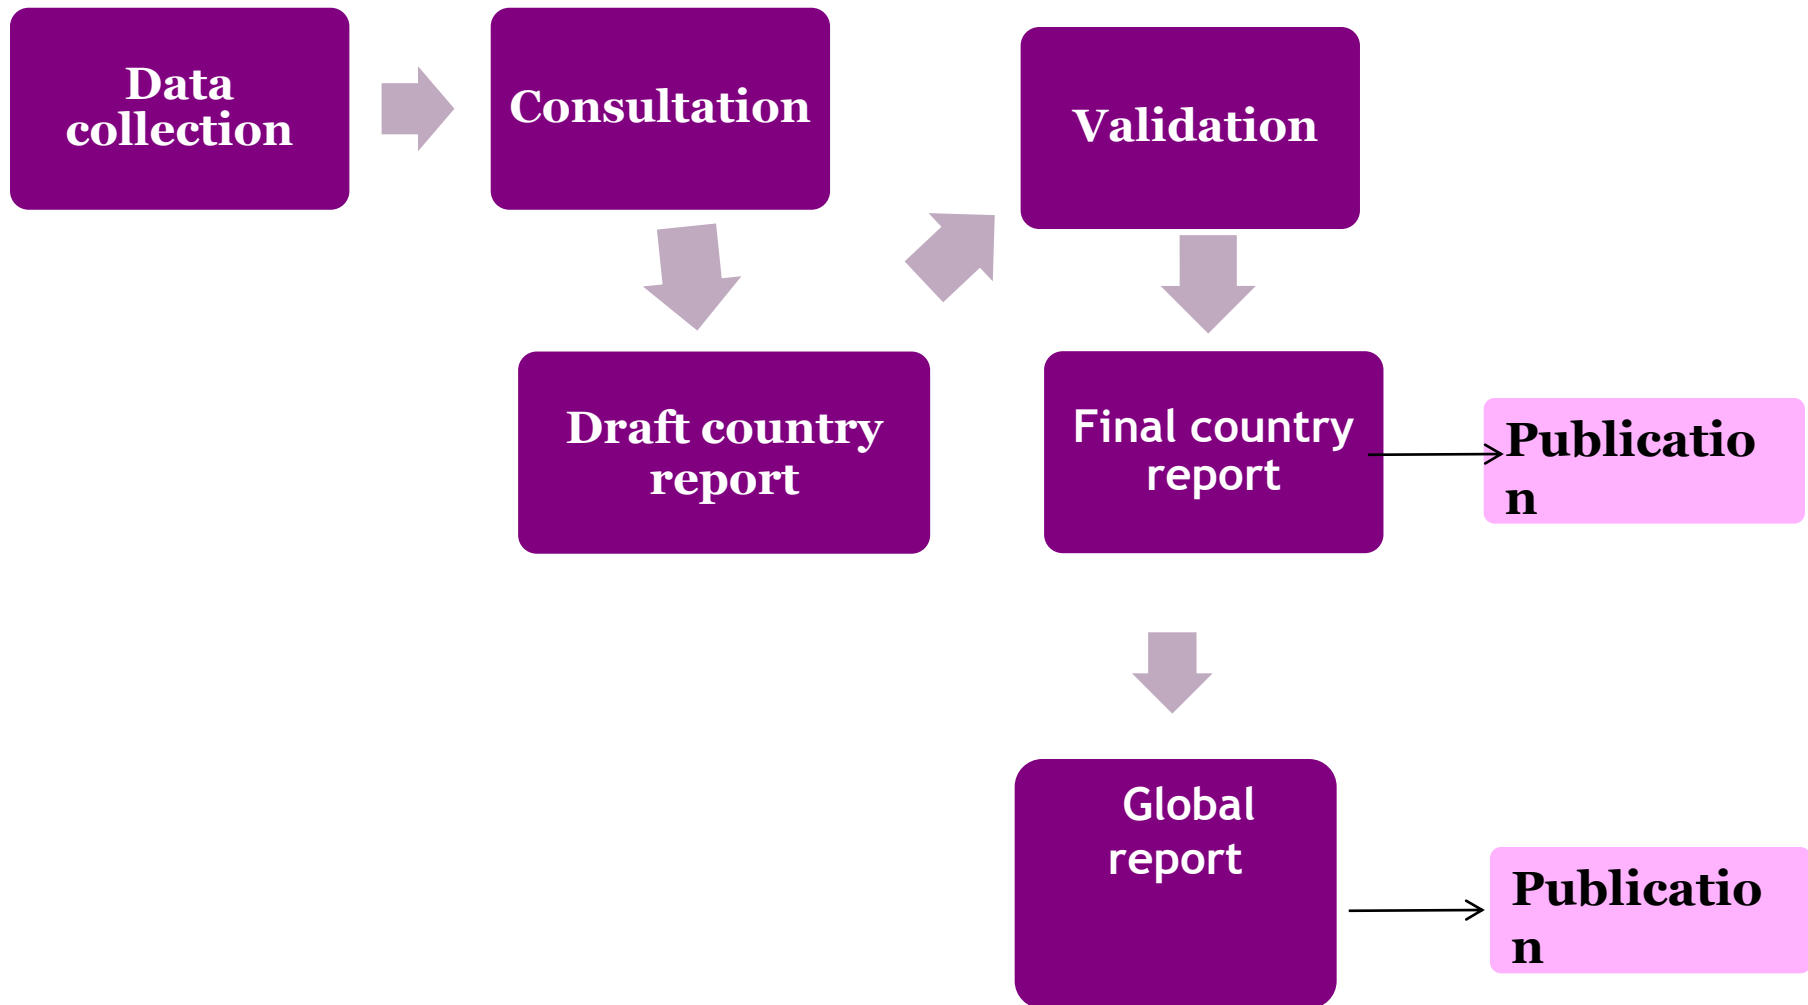 Data
collection
Consultation
Validation
Draft country
report
Final country
report
Publicatio
n
Global
report
Publicatio
n